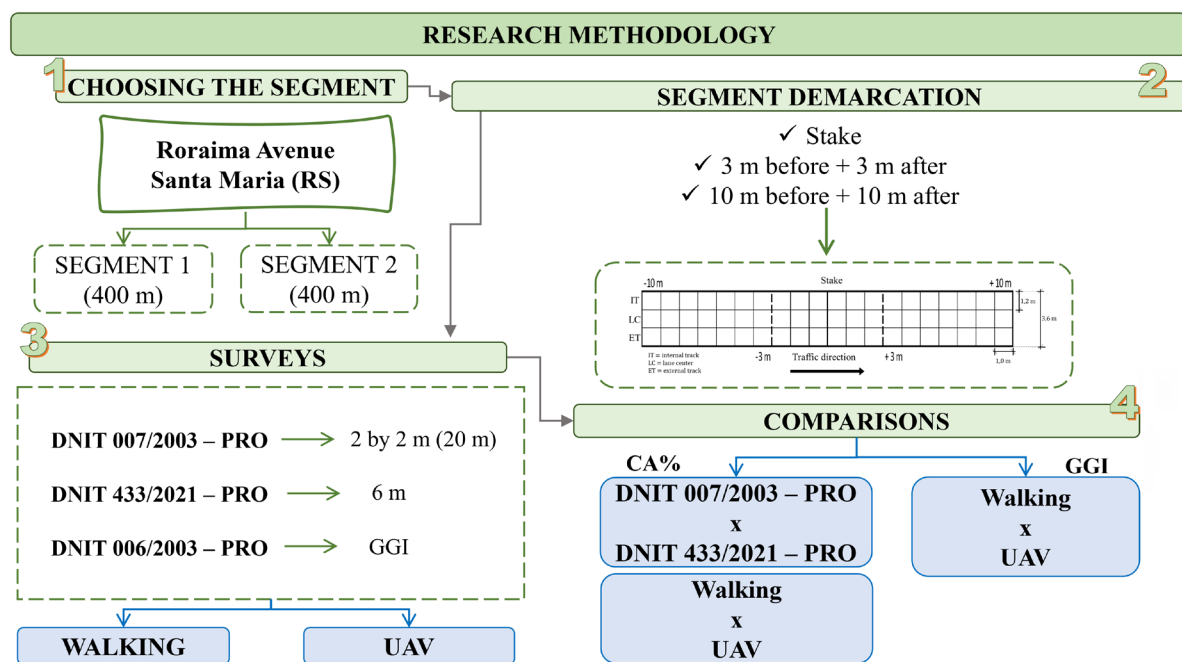 RESEARCH METHODOLOGY
1
CHOOSING THE SEGMENT
Roraima Avenue
Santa Maria (RS)
SEGMENT 1
(400 m)
SEGMENT 2
(400 m)
2
SEGMENT DEMARCATION
✓ Stake
✓ 3 m before + 3 m after
✓ 10 m before + 10 m after
-10 m
Stake
+10 m
IT
LC
ET
1,2 m
3.6 m
-3 m
Traffic direction
+3 m
1,0 m
IT = internal track
LC = lane center
ET = external track
3
SURVEYS
DNIT 007/2003 – PRO
2 by 2 m (20 m)
DNIT 433/2021 – PRO
6 m
DNIT 006/2003 – PRO
GGI
WALKING
UAV
4
COMPARISONS
CA%
DNIT 007/2003 – PRO
x
DNIT 433/2021 – PRO
Walking
x
UAV
GGI
Walking
x
UAV